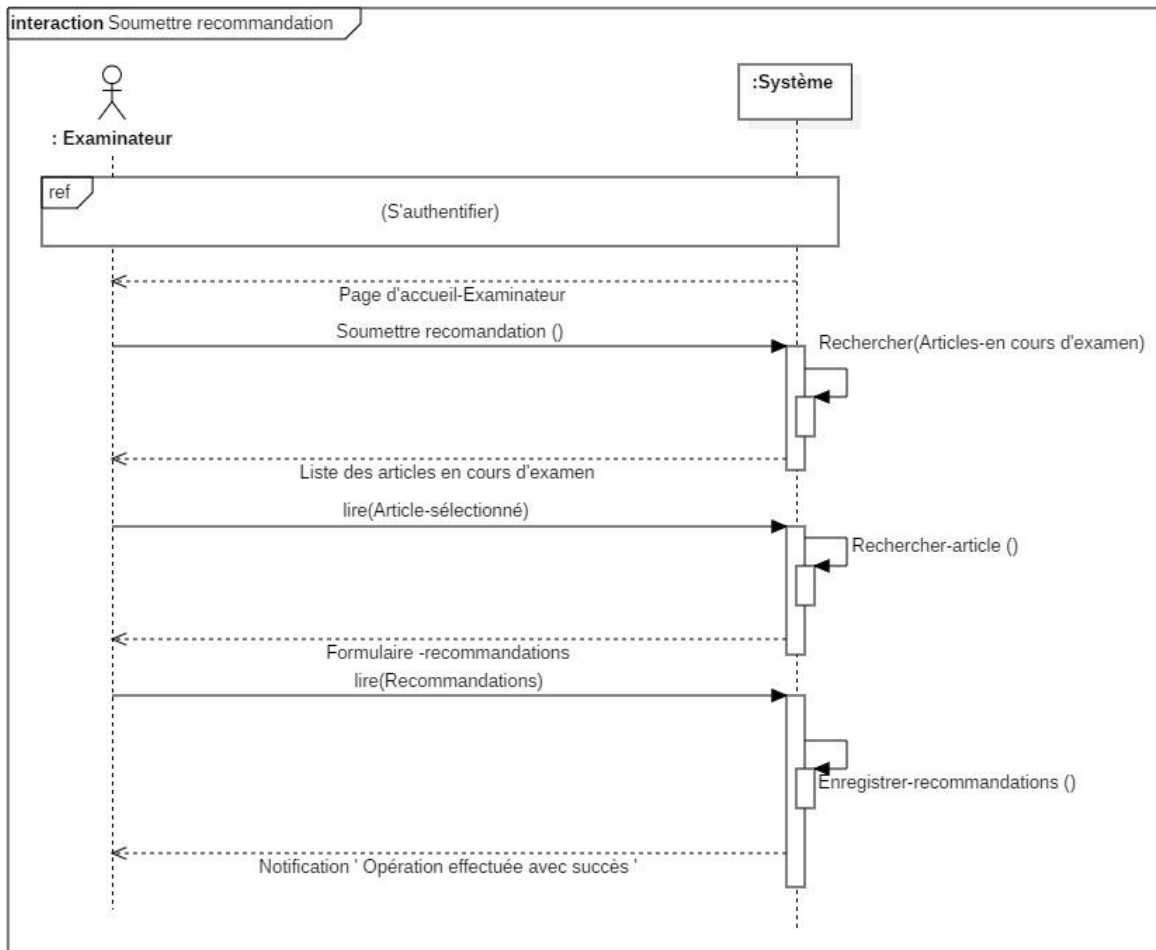 interaction Soumettre recommandation
:Système
: Examinateur
ref
(S'authentifier)
Page d'accueil-Examinateur
Soumettre recomandation ()
Rechercher(Articles-en cours d'examen)
Liste des articles en cours d'examen
lire(Article-sélectionné)
Rechercher-article ()
Formulaire -recommandations
lire(Recommandations)
Enregistrer-recommandations ()
Notification ' Opération effectuée avec succès '